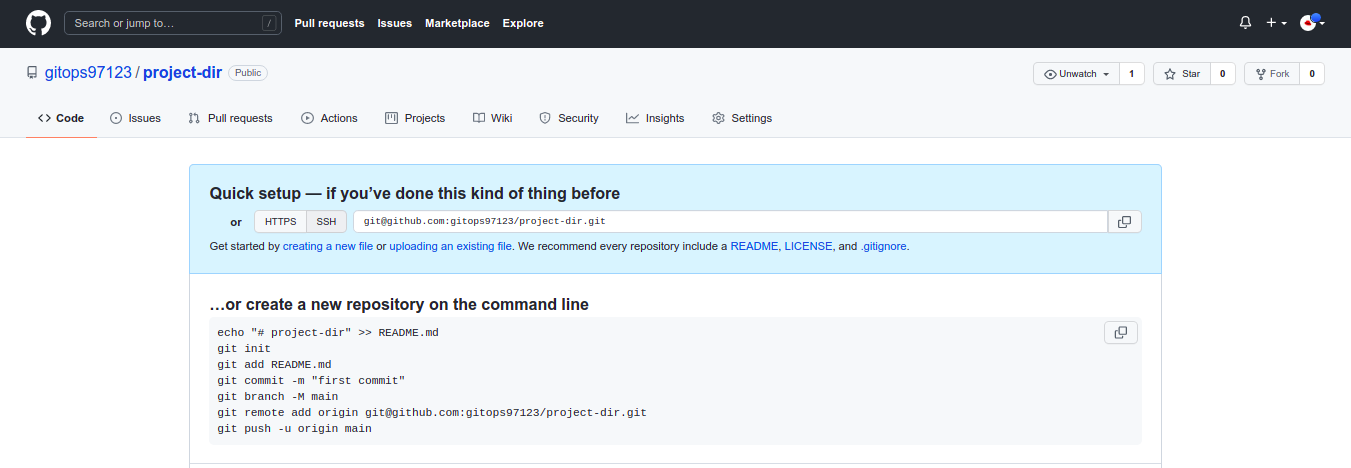 Search or jump to… / Pull requests Issues Marketplace Explore
gitops97123 / project-dir Public Unwatch 1 Star 0 Fork 0
Code Issues Pull requests Actions Projects Wiki Security Insights Settings
Quick setup — if you’ve done this kind of thing before
or HTTPS SSH git@github.com:gitops97123/project-dir.git
Get started by creating a new file or uploading an existing file. We recommend every repository include a README, LICENSE, and .gitignore.
…or create a new repository on the command line
echo "# project-dir" >> README.md
git init
git add README.md
git commit -m "first commit"
git branch -M main
git remote add origin git@github.com:gitops97123/project-dir.git
git push -u origin main